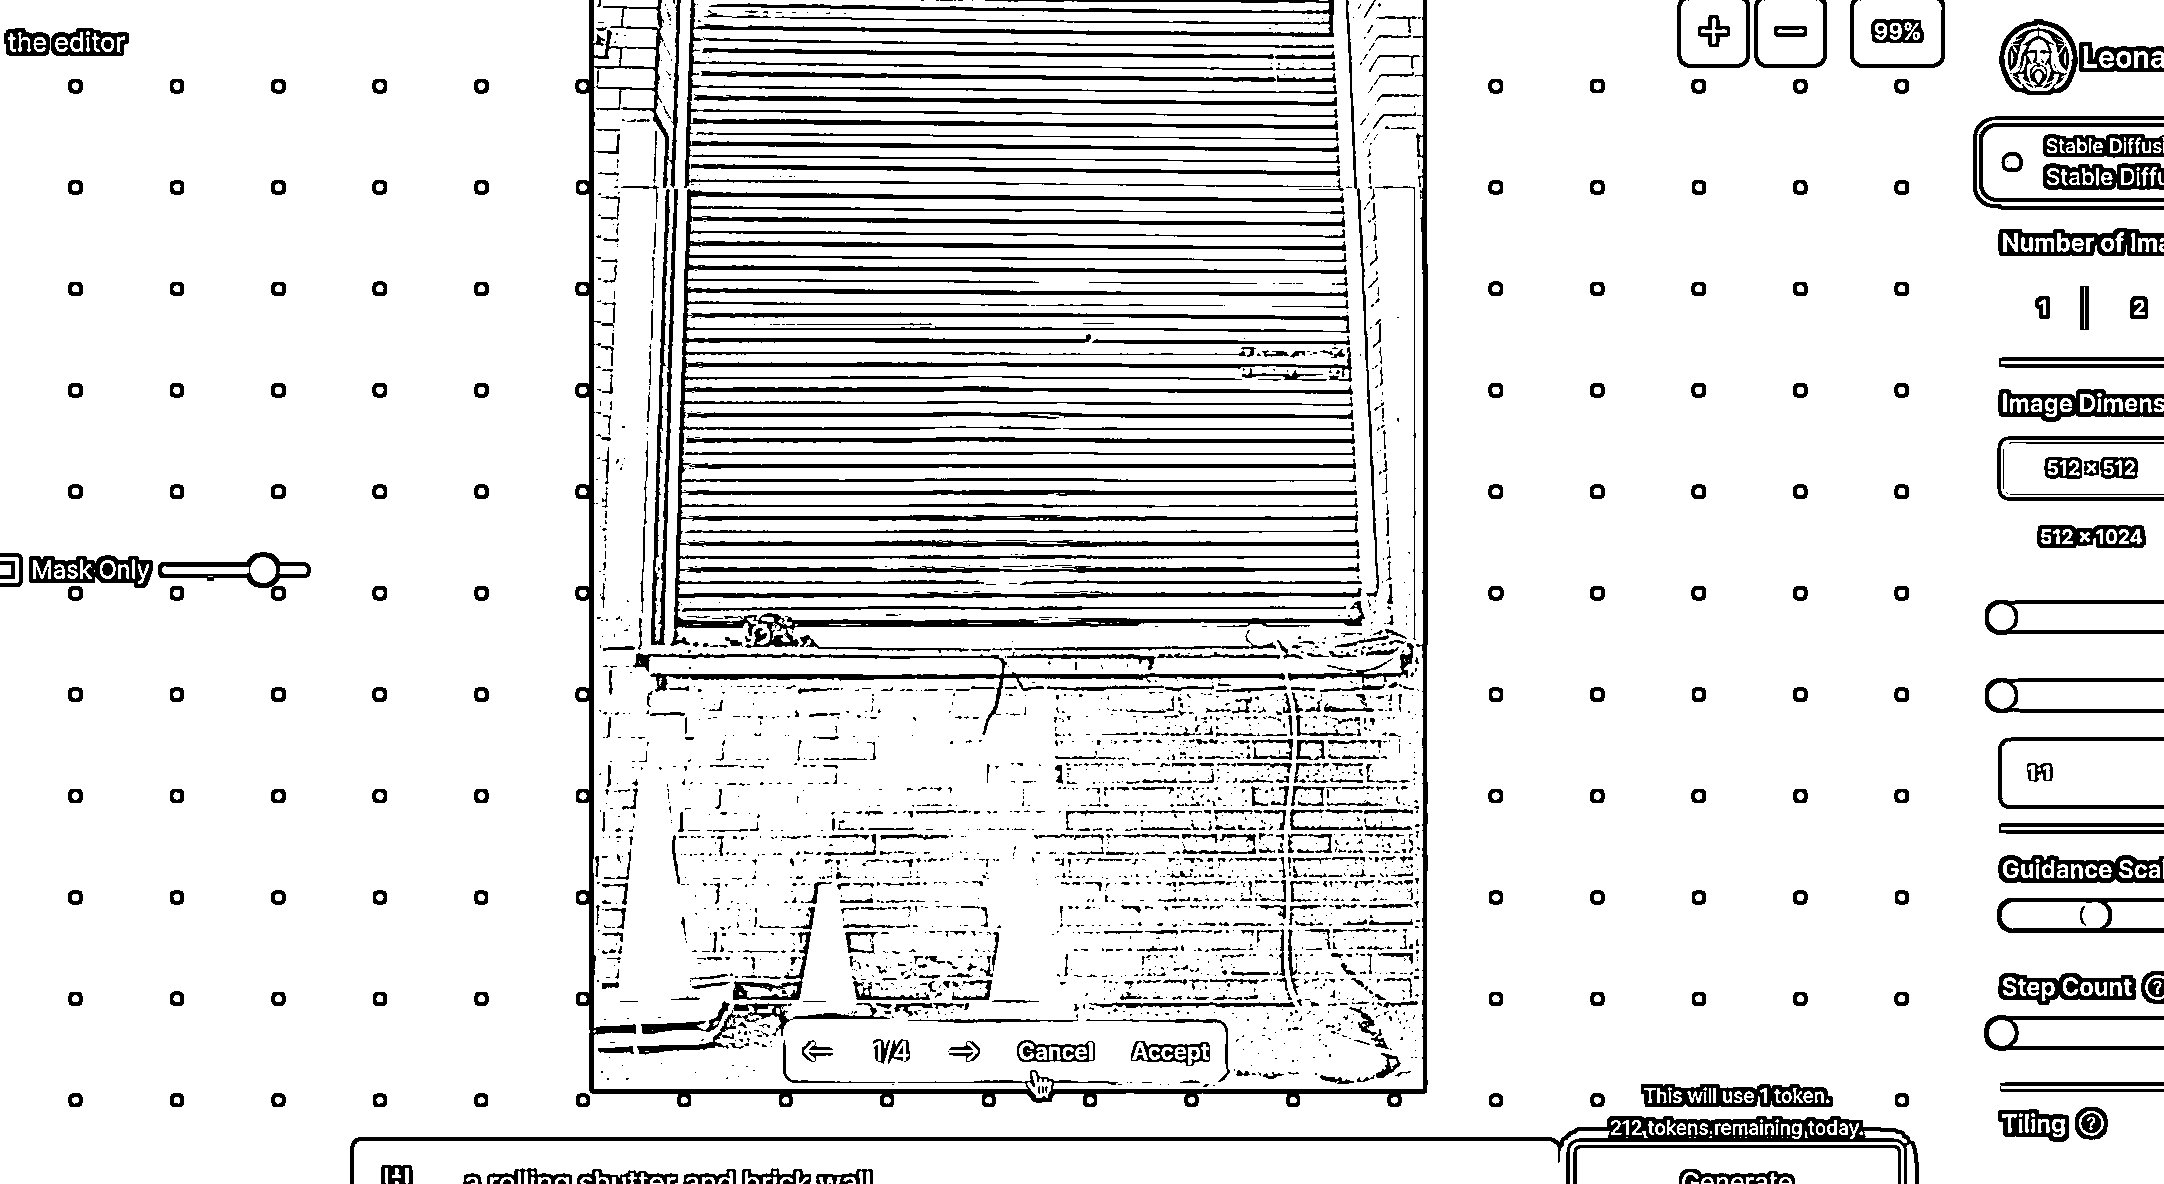 the editor
99%
Leona
Stable Diffus
Stable Diffu
Number of Ima
1 2
Image Dimens
512 × 512
Mask Only
512 × 1024
1:1
Guidance Scal
Step Count ?
1/4 Cancel Accept
This will use 1 token.
212 tokens remaining today.
Tiling ?
a rolling shutter and brick wall
Generate